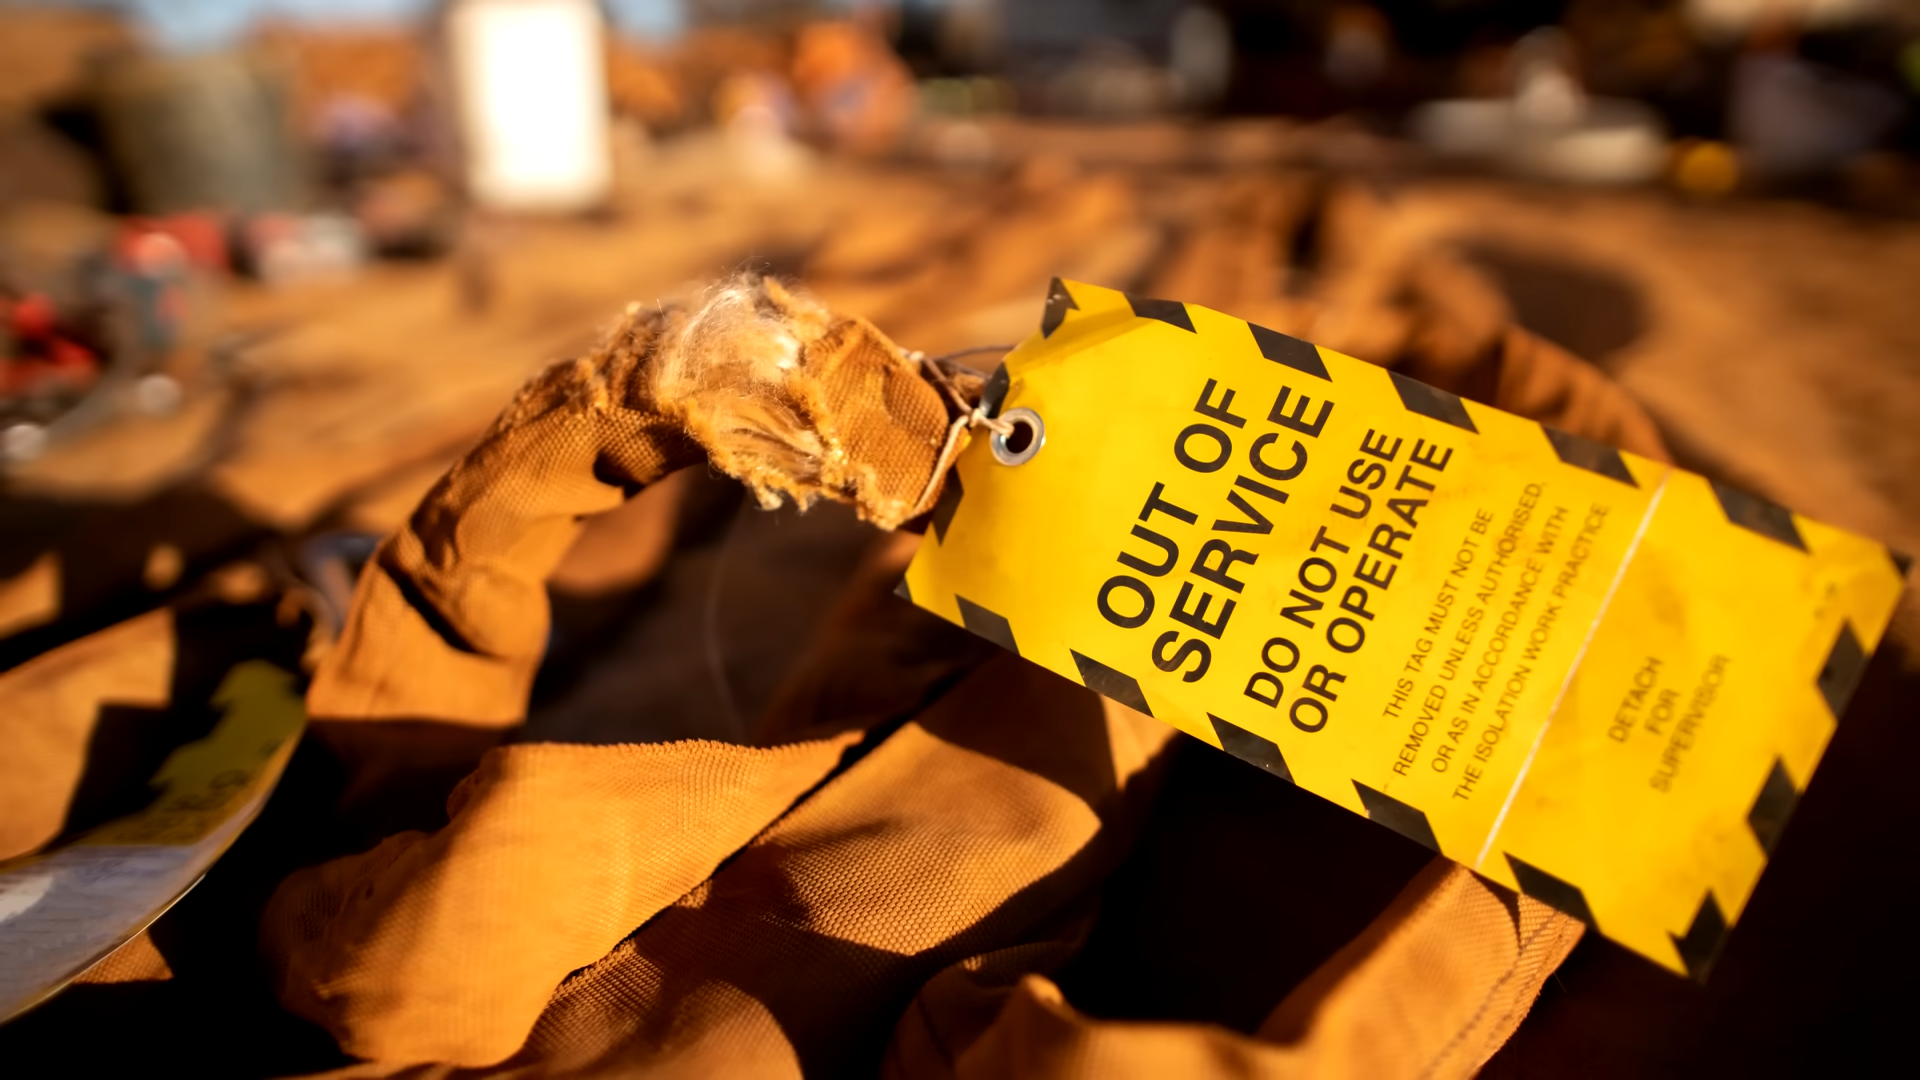 OUT OF
SERVICE
DO NOT USE
OR OPERATE
THIS TAG MUST NOT BE
REMOVED UNLESS AUTHORISED,
OR AS IN ACCORDANCE WITH
THE ISOLATION WORK PRACTICE
DETACH
FOR
SUPERVISOR